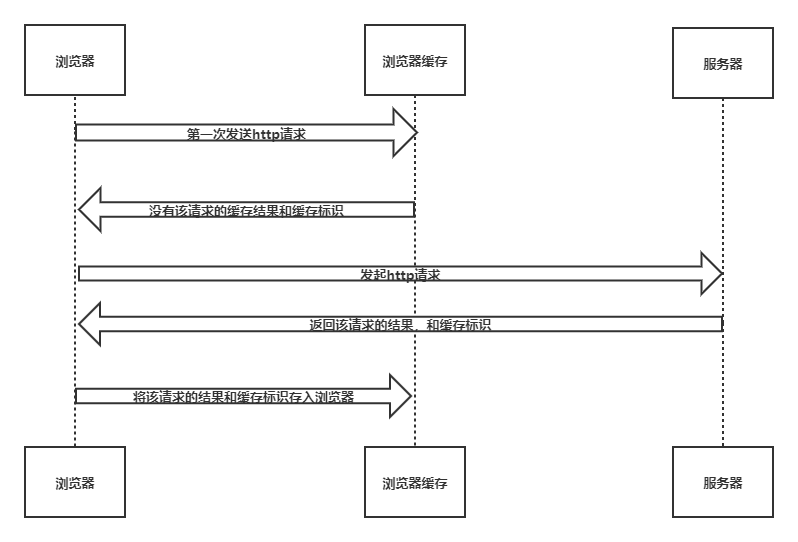 浏览器
浏览器缓存
服务器
第一次发送http请求
没有该请求的缓存结果和缓存标识
发起http请求
返回该请求的结果，和缓存标识
将该请求的结果和缓存标识存入浏览器
浏览器
浏览器缓存
服务器